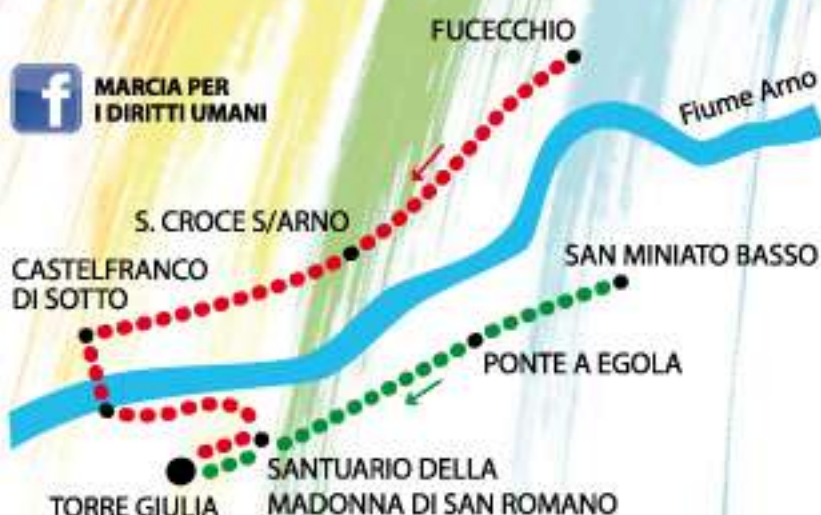 FUCECCHIO
f
MARCIA PER
I DIRITTI UMANI
Fiume Arno
S. CROCE S/ARNO
CASTELFRANCO
DI SOTTO
SAN MINIATO BASSO
PONTE A EGOLA
SANTUARIO DELLA
MADONNA DI SAN ROMANO
TORRE GIULIA